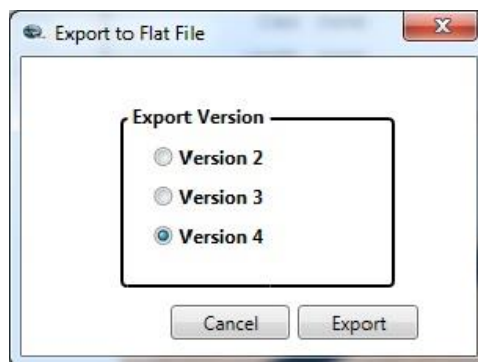 Export to Flat File
Export Version
Version 2
Version 3
Version 4
Cancel
Export